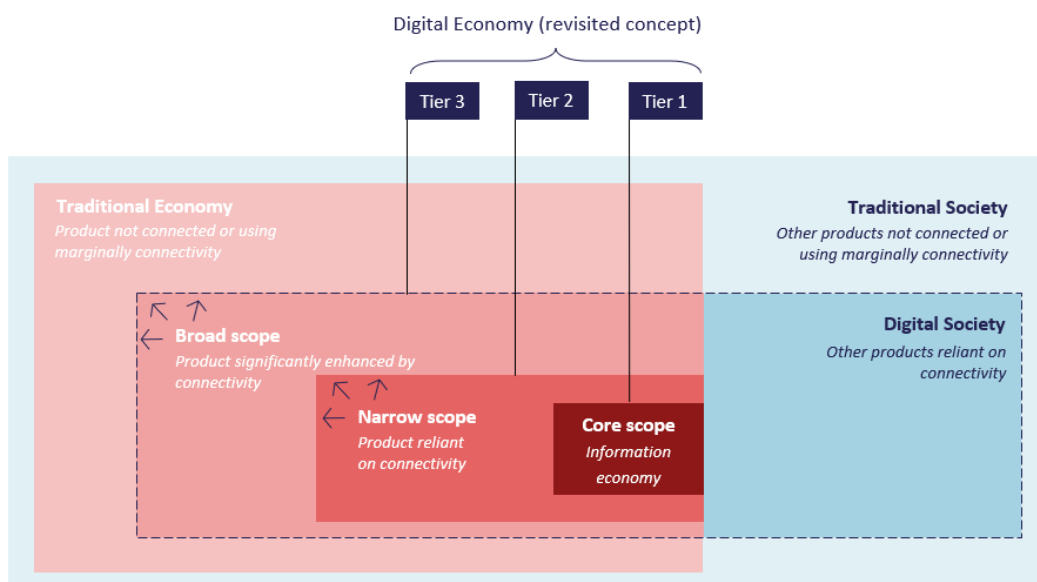 Digital Economy (revisited concept)
Tier 3
Tier 2
Tier 1
Traditional Economy
Product not connected or using
marginally connectivity
Traditional Society
Other products not connected or
using marginally connectivity
Broad scope
Product significantly enhanced by
connectivity
Digital Society
Other products reliant on
connectivity
Narrow scope
Product reliant
on connectivity
Core scope
Information
economy